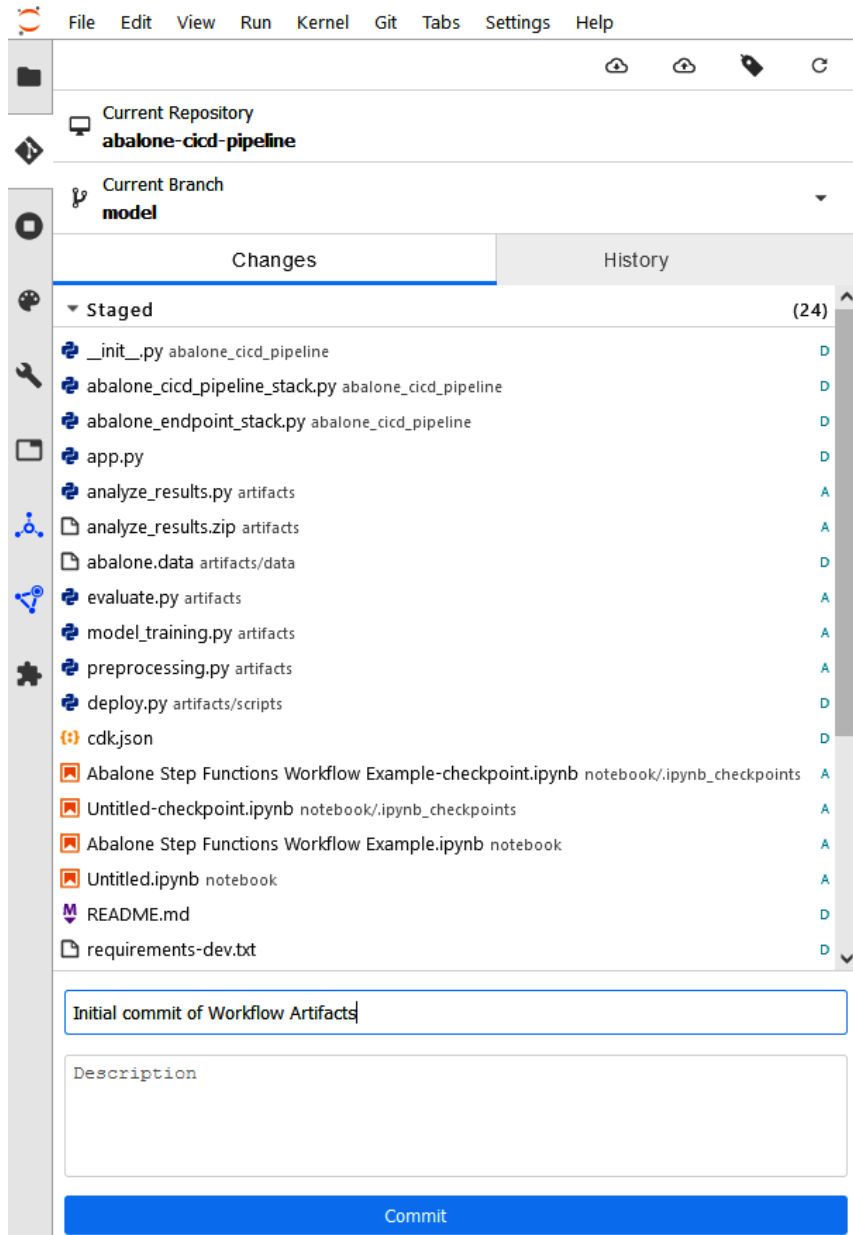 File Edit View Run Kernel Git Tabs Settings Help
Current Repository
abalone-cicd-pipeline
Current Branch
model
Changes History
Staged (24)
__init__.py abalone_cicd_pipeline D
abalone_cicd_pipeline_stack.py abalone_cicd_pipeline D
abalone_endpoint_stack.py abalone_cicd_pipeline D
app.py D
analyze_results.py artifacts A
analyze_results.zip artifacts A
abalone.data artifacts/data D
evaluate.py artifacts A
model_training.py artifacts A
preprocessing.py artifacts A
deploy.py artifacts/scripts D
cdk.json D
Abalone Step Functions Workflow Example-checkpoint.ipynb notebook/.ipynb_checkpoints A
Untitled-checkpoint.ipynb notebook/.ipynb_checkpoints A
Abalone Step Functions Workflow Example.ipynb notebook A
Untitled.ipynb notebook A
README.md D
requirements-dev.txt D
Initial commit of Workflow Artifacts
Description
Commit